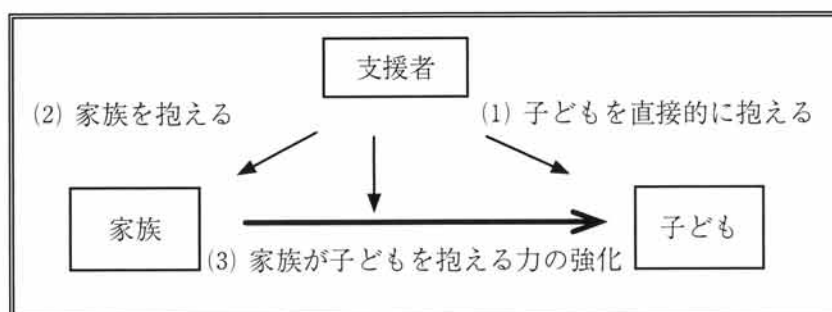 支援者
(2) 家族を抱える
(1) 子どもを直接的に抱える
家族
子ども
(3) 家族が子どもを抱える力の強化